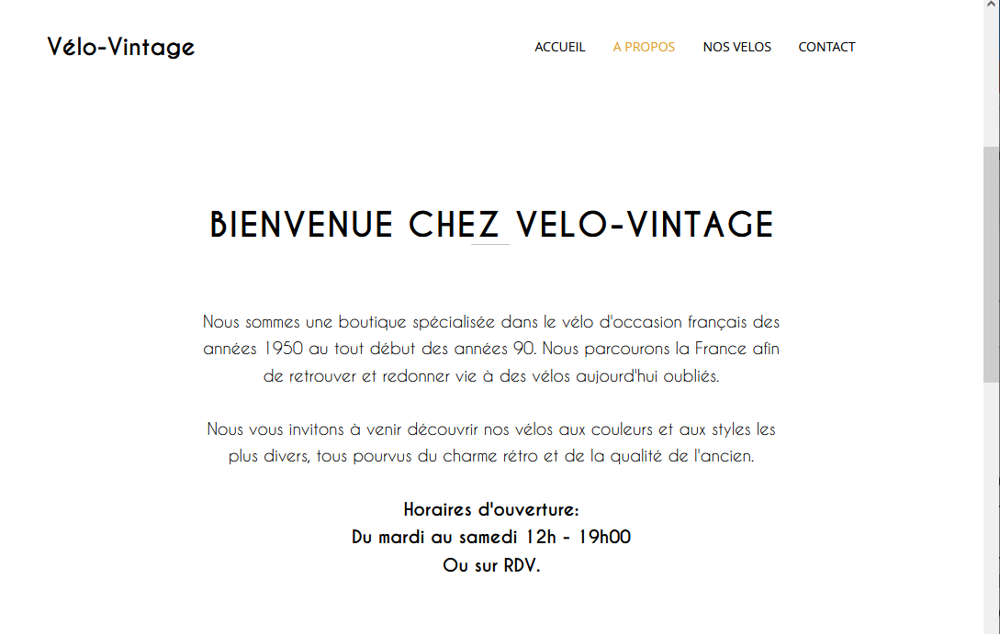 Vélo-Vintage
ACCUEIL A PROPOS NOS VELOS CONTACT
BIENVENUE CHEZ VELO-VINTAGE
Nous sommes une boutique spécialisée dans le vélo d'occasion français des
années 1950 au tout début des années 90. Nous parcourons la France afin
de retrouver et redonner vie à des vélos aujourd'hui oubliés.
Nous vous invitons à venir découvrir nos vélos aux couleurs et aux styles les
plus divers, tous pourvus du charme rétro et de la qualité de l'ancien.
Horaires d'ouverture:
Du mardi au samedi 12h - 19h00
Ou sur RDV.